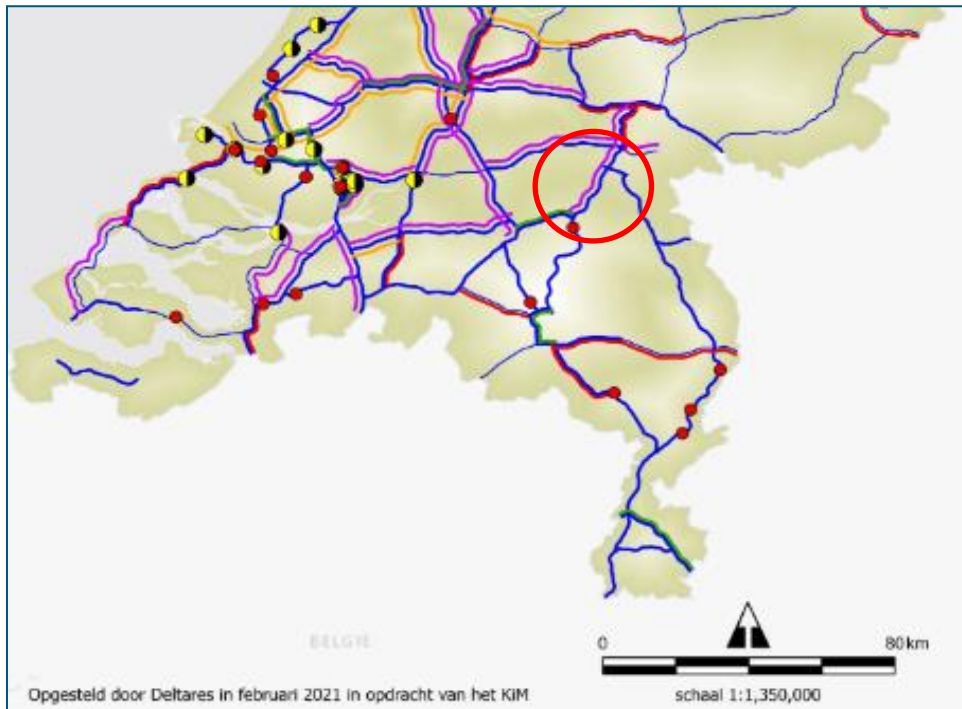 BELGIË
0 80 km
Opgesteld door Deltares in februari 2021 in opdracht van het KiM
schaal 1:1,350,000